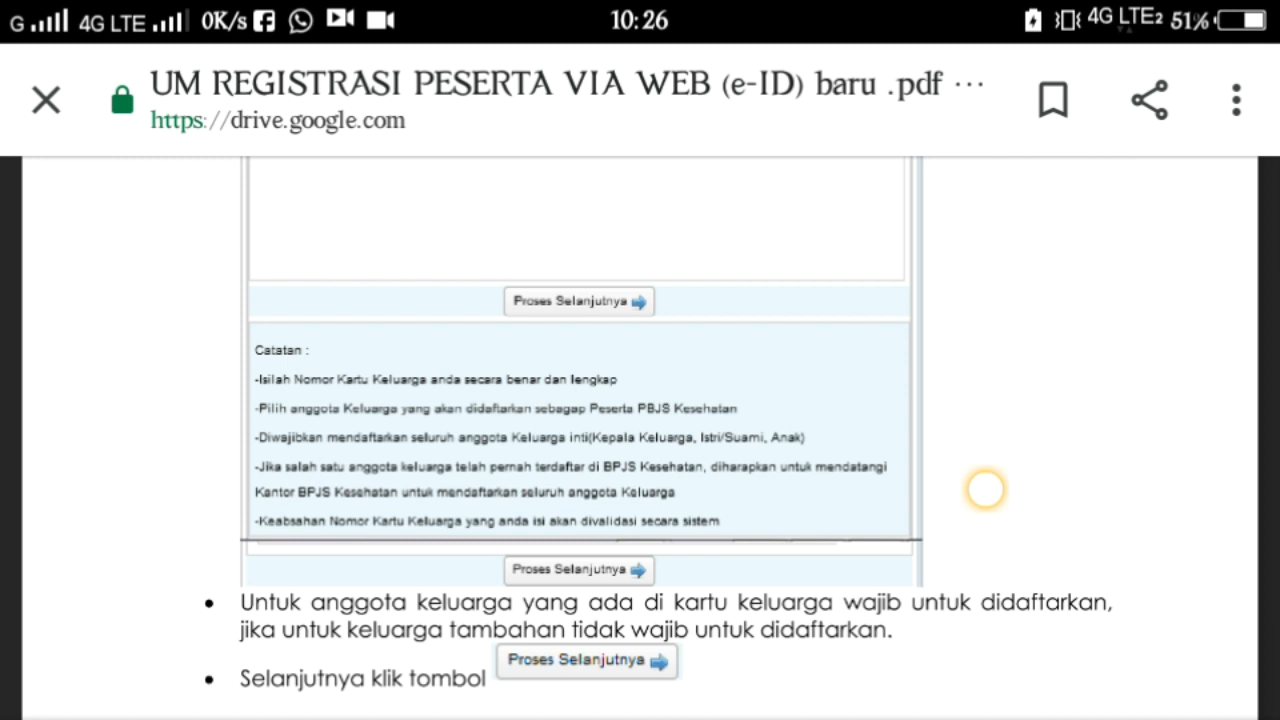 G 4G LTE 0K/s 10:26 4G LTE2 51%
UM REGISTRASI PESERTA VIA WEB (e-ID) baru .pdf ...
https://drive.google.com
Proses Selanjutnya
Catatan :
-Isilah Nomor Kartu Keluarga anda secara benar dan lengkap
-Pilih anggota Keluarga yang akan didaftarkan sebagap Peserta PBJS Kesehatan
-Diwajibkan mendaftarkan seluruh anggota Keluarga inti(Kepala Keluarga, Istri/Suami, Anak)
-Jika salah satu anggota keluarga telah pernah terdaftar di BPJS Kesehatan, diharapkan untuk mendatangi
Kantor BPJS Kesehatan untuk mendaftarkan seluruh anggota Keluarga
-Keabsahan Nomor Kartu Keluarga yang anda isi akan divalidasi secara sistem
Proses Selanjutnya
• Untuk anggota keluarga yang ada di kartu keluarga wajib untuk didaftarkan,
jika untuk keluarga tambahan tidak wajib untuk didaftarkan.
• Selanjutnya klik tombol Proses Selanjutnya